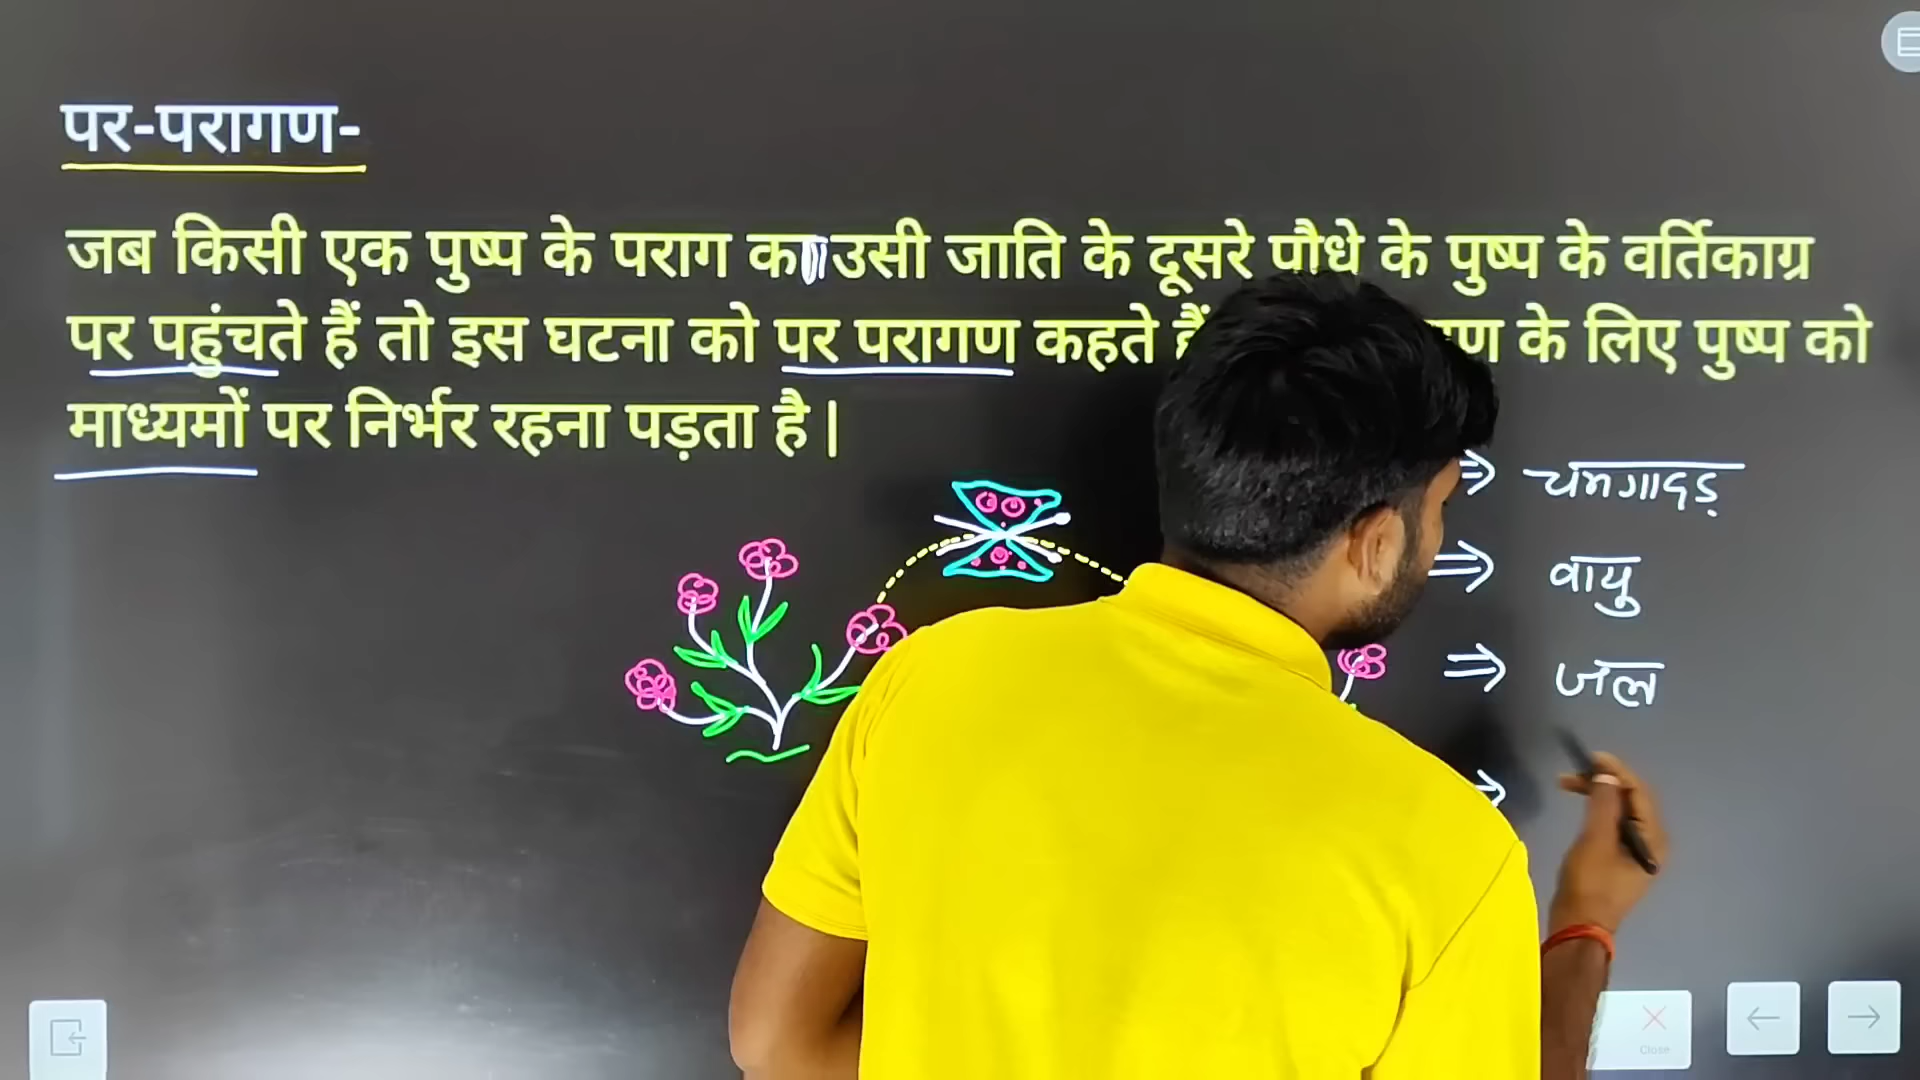 पर-परागण-
जब किसी एक पुष्प के पराग का उसी जाति के दूसरे पौधे के पुष्प के वर्तिकाग्र
पर पहुंचते हैं तो इस घटना को पर परागण कहते हैं के लिए पुष्प को
माध्यमों पर निर्भर रहना पड़ता है |
⇒ चमगादड़
⇒ वायु
⇒ जल
Close